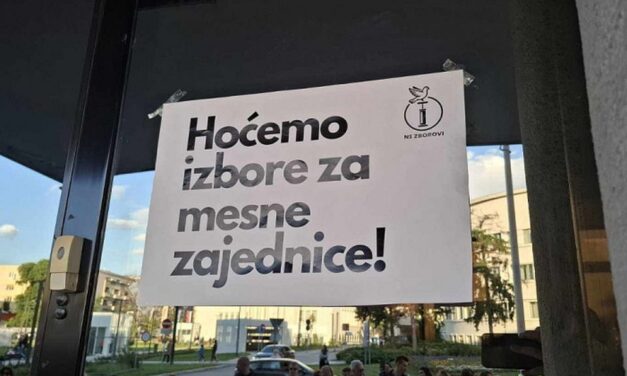 Hoćemo
izbore za
mesne
zajednice!
NS ZBOROVI